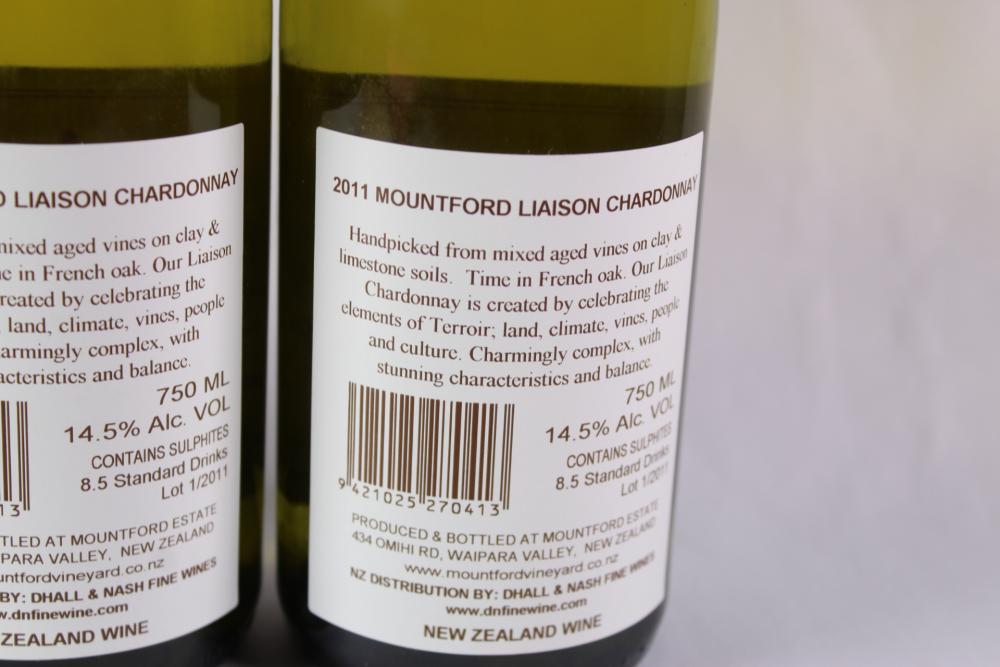 D LIAISON CHARDONNAY
mixed aged vines on clay &
in French oak. Our Liaison
created by celebrating the
land, climate, vines, people
charmingly complex, with
characteristics and balance.
750 ML
14.5% Alc. VOL
CONTAINS SULPHITES
8.5 Standard Drinks
Lot 1/2011
13
TLED AT MOUNTFORD ESTATE
PARA VALLEY, NEW ZEALAND
untfordvineyard.co.nz
BY: DHALL & NASH FINE WINES
w.dnfinewine.com
ZEALAND WINE
2011 MOUNTFORD LIAISON CHARDONNAY
Handpicked from mixed aged vines on clay &
limestone soils. Time in French oak. Our Liaison
Chardonnay is created by celebrating the
elements of Terroir; land, climate, vines, people
and culture. Charmingly complex, with
stunning characteristics and balance.
750 ML
14.5% Alc. VOL
CONTAINS SULPHITES
8.5 Standard Drinks
Lot 1/2011
9 421025 270413
PRODUCED & BOTTLED AT MOUNTFORD ESTATE
434 OMIHI RD, WAIPARA VALLEY, NEW ZEALAND
www.mountfordvineyard.co.nz
NZ DISTRIBUTION BY: DHALL & NASH FINE WINES
www.dnfinewine.com
NEW ZEALAND WINE